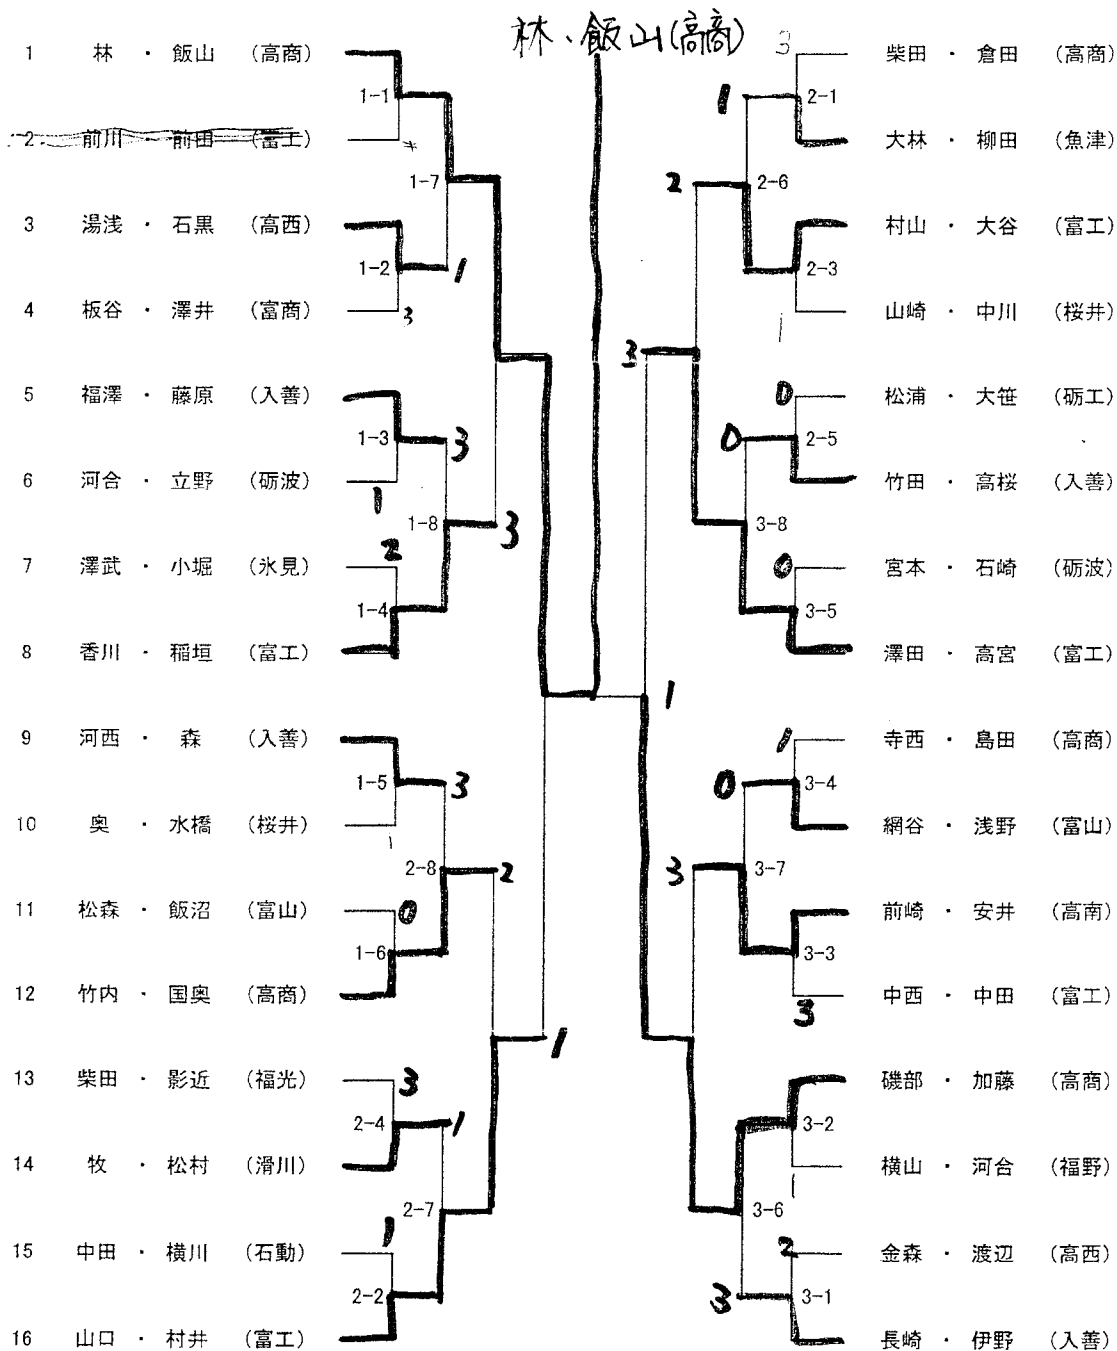 林、飯山(高商)
1 林 ・ 飯山 (高商)
2 前川 ・ 前田 (富工)
3 湯浅 ・ 石黒 (高西)
4 板谷 ・ 澤井 (富商)
5 福澤 ・ 藤原 (入善)
6 河合 ・ 立野 (砺波)
7 澤武 ・ 小堀 (氷見)
8 香川 ・ 稲垣 (富工)
9 河西 ・ 森 (入善)
10 奥 ・ 水橋 (桜井)
11 松森 ・ 飯沼 (富山)
12 竹内 ・ 国奥 (高商)
13 柴田 ・ 影近 (福光)
14 牧 ・ 松村 (滑川)
15 中田 ・ 横川 (石動)
16 山口 ・ 村井 (富工)
1-1
1-7
1-2
1
3
1-3
3
1
1-8
3
2
1-4
1-5
3
1
2-8
2
0
1-6
1
3
2-4
1
2-7
1
2-2
3
2-1
1
2-6
2
2-3
1
3
0
2-5
0
3-8
0
3-5
1
1
3-4
0
3-7
3
3-3
3
3-2
1
3-6
2
3-1
3
柴田 ・ 倉田 (高商)
大林 ・ 柳田 (魚津)
村山 ・ 大谷 (富工)
山崎 ・ 中川 (桜井)
松浦 ・ 大笹 (砺工)
竹田 ・ 高桜 (入善)
宮本 ・ 石崎 (砺波)
澤田 ・ 高宮 (富工)
寺西 ・ 島田 (高商)
網谷 ・ 浅野 (富山)
前崎 ・ 安井 (高南)
中西 ・ 中田 (富工)
磯部 ・ 加藤 (高商)
横山 ・ 河合 (福野)
金森 ・ 渡辺 (高西)
長崎 ・ 伊野 (入善)